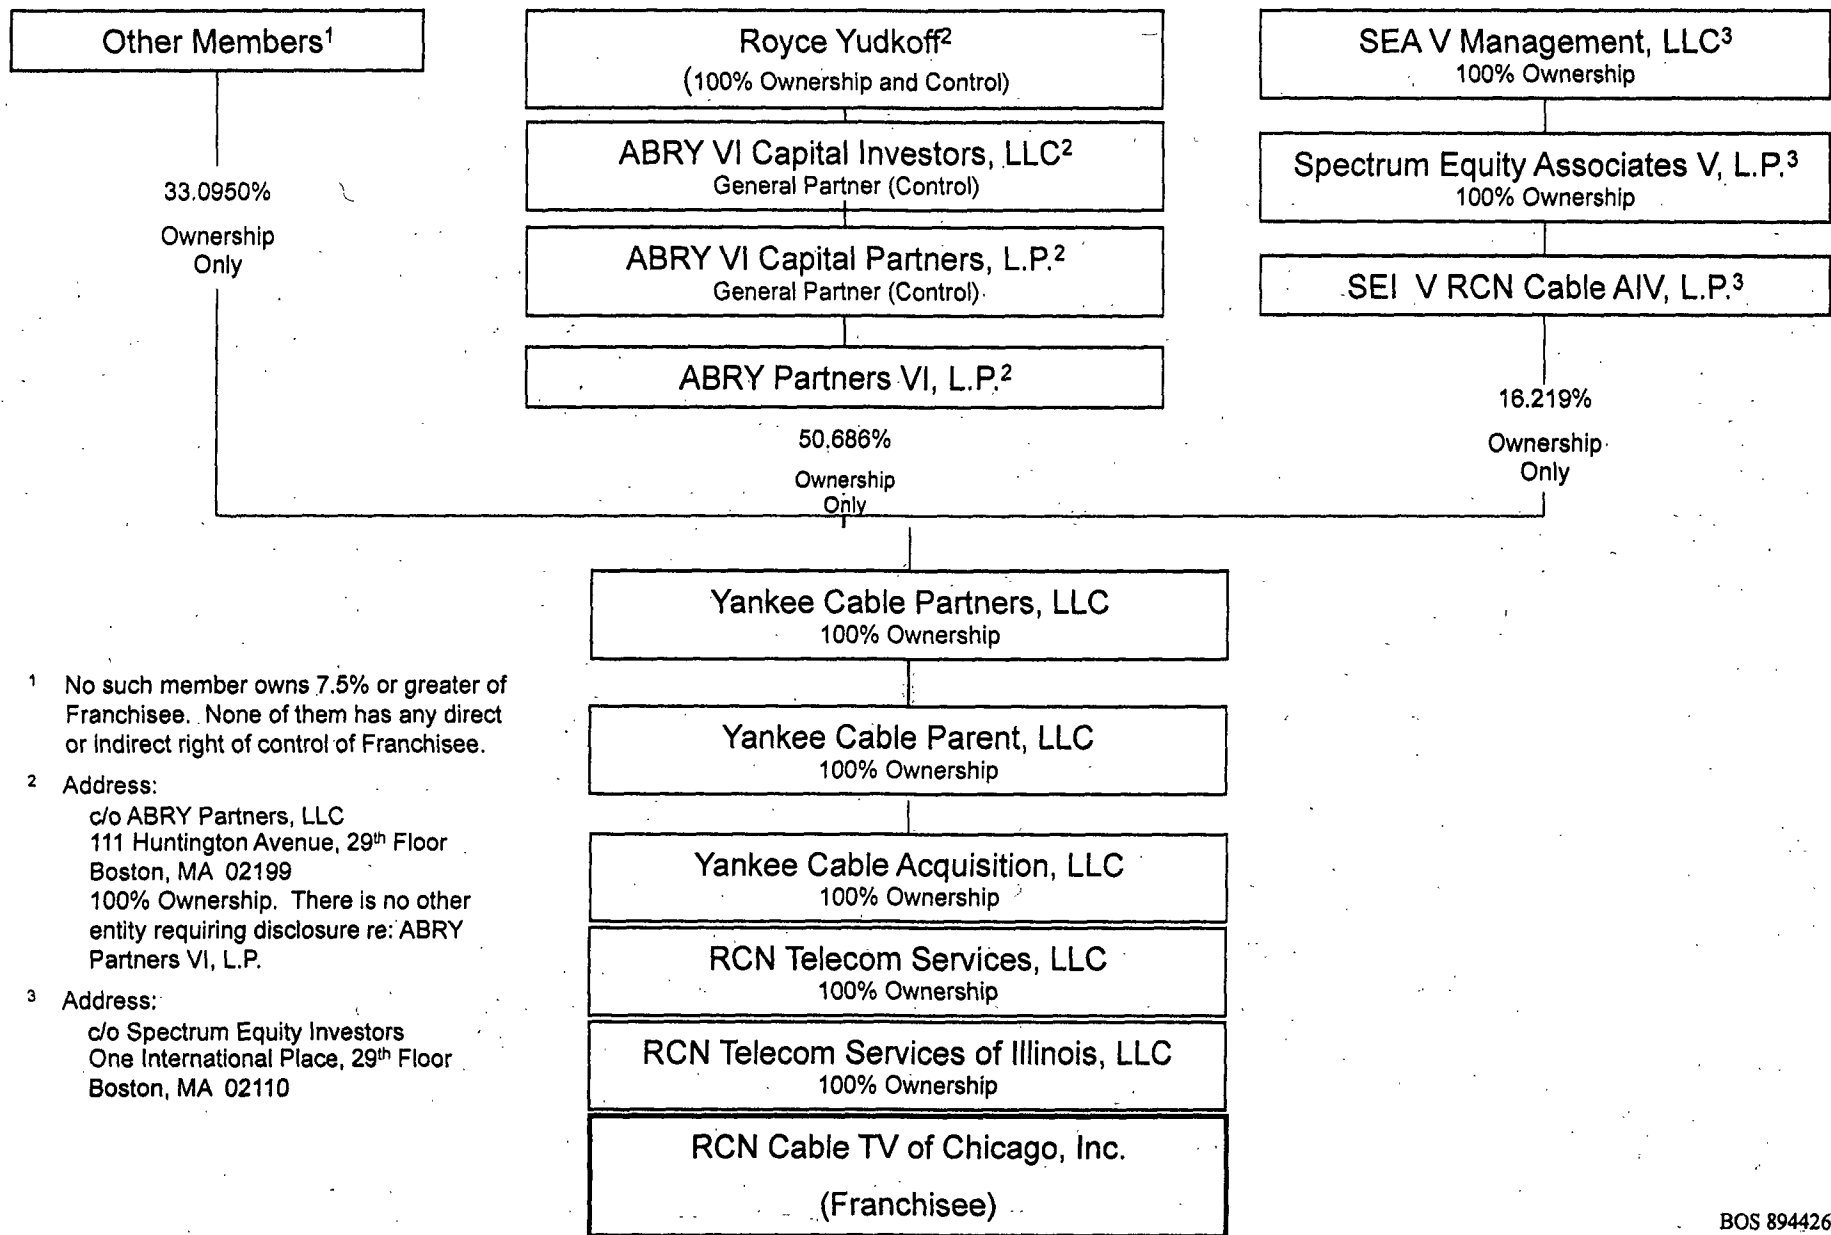 Other Members¹
33.0950%
Ownership
Only
Royce Yudkoff²
(100% Ownership and Control)
ABRY VI Capital Investors, LLC²
General Partner (Control)
ABRY VI Capital Partners, L.P.²
General Partner (Control)
ABRY Partners VI, L.P.²
50.686%
Ownership
Only
SEA V Management, LLC³
100% Ownership
Spectrum Equity Associates V, L.P.³
100% Ownership
SEI V RCN Cable AIV, L.P.³
16.219%
Ownership
Only
Yankee Cable Partners, LLC
100% Ownership
Yankee Cable Parent, LLC
100% Ownership
Yankee Cable Acquisition, LLC
100% Ownership
RCN Telecom Services, LLC
100% Ownership
RCN Telecom Services of Illinois, LLC
100% Ownership
RCN Cable TV of Chicago, Inc.
(Franchisee)
¹ No such member owns 7.5% or greater of
Franchisee. None of them has any direct
or indirect right of control of Franchisee.
² Address:
c/o ABRY Partners, LLC
111 Huntington Avenue, 29th Floor
Boston, MA 02199
100% Ownership. There is no other
entity requiring disclosure re: ABRY
Partners VI, L.P.
³ Address:
c/o Spectrum Equity Investors
One International Place, 29th Floor
Boston, MA 02110
BOS 894426